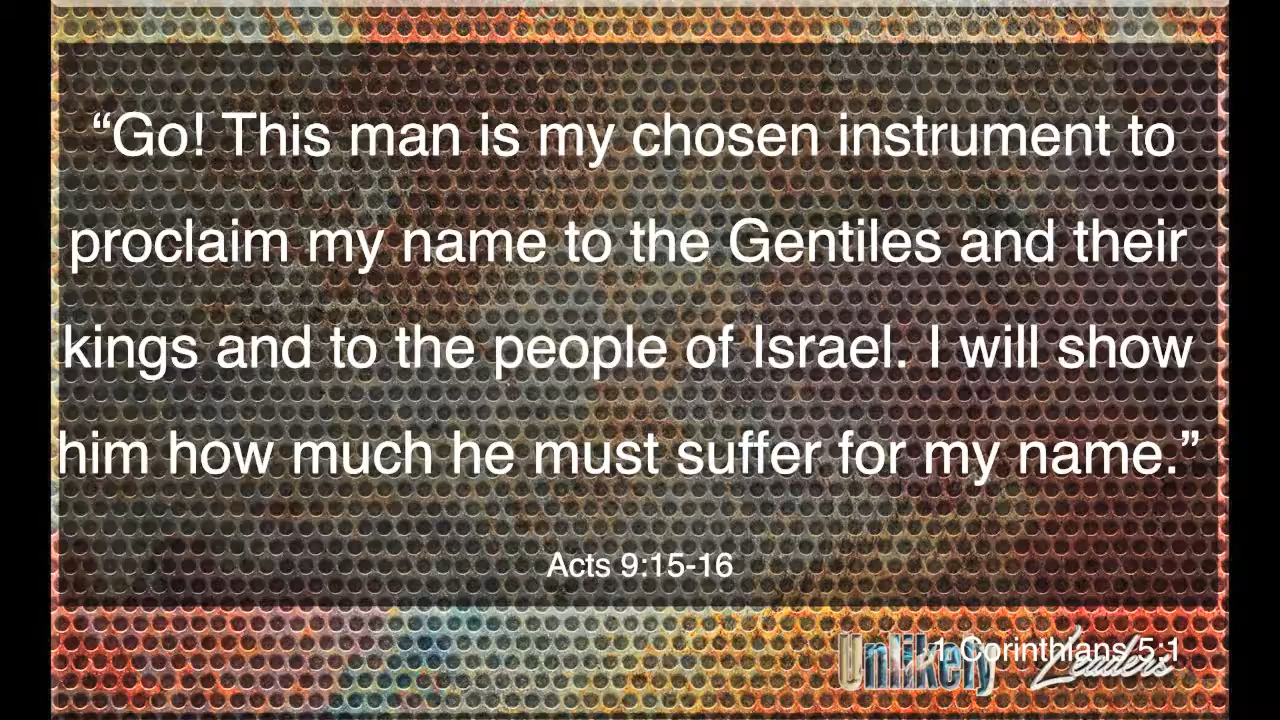 “Go! This man is my chosen instrument to
proclaim my name to the Gentiles and their
kings and to the people of Israel. I will show
him how much he must suffer for my name.”
Acts 9:15-16
1 Corinthians 5:1
Unlikely Leaders